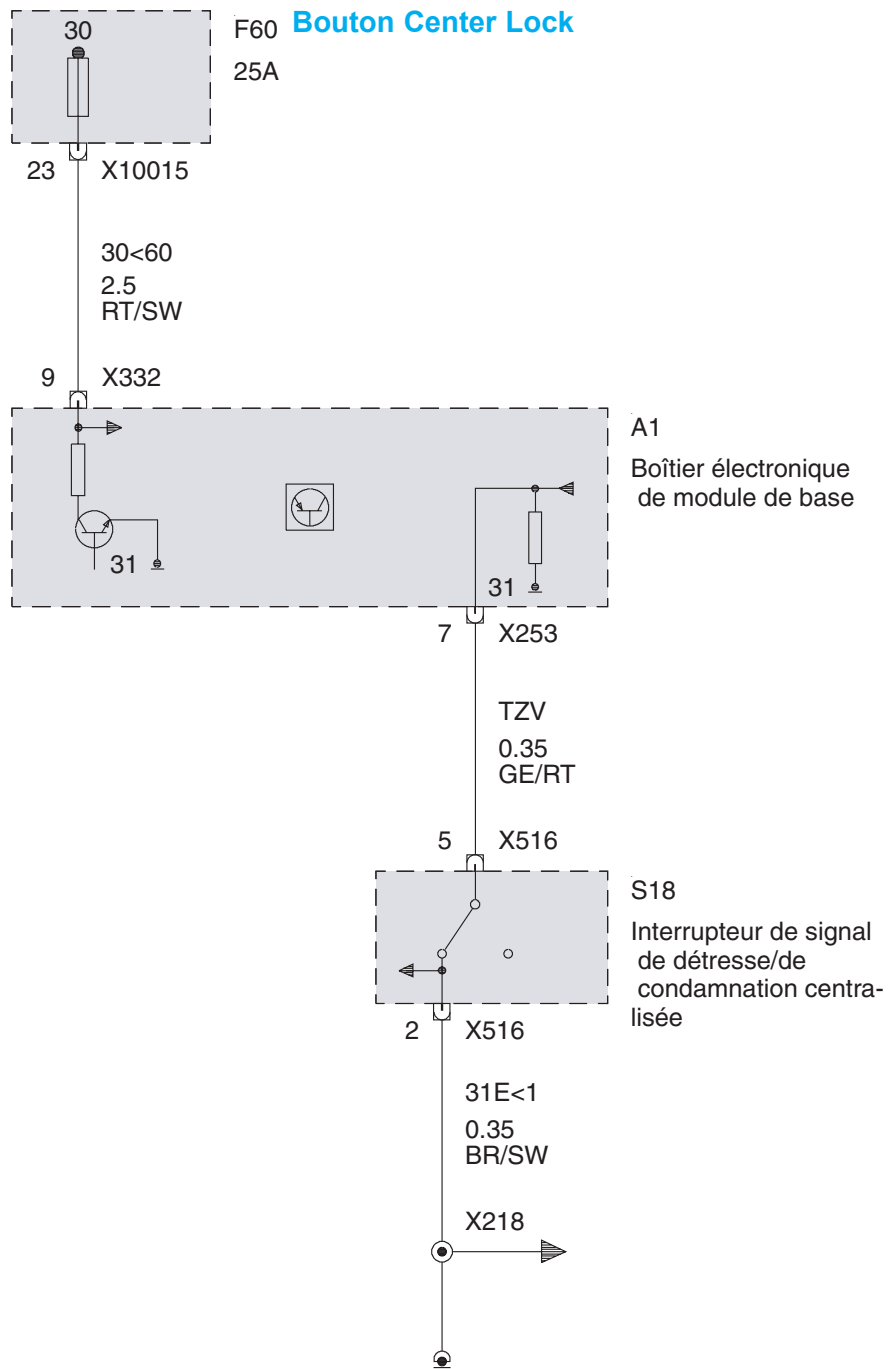 Bouton Center Lock
30
F60
25A
23 X10015
30<60
2.5
RT/SW
9 X332
A1
Boîtier électronique
de module de base
31
31
7 X253
TZV
0.35
GE/RT
5 X516
S18
Interrupteur de signal
de détresse/de
condamnation centra-
lisée
2 X516
31E<1
0.35
BR/SW
X218